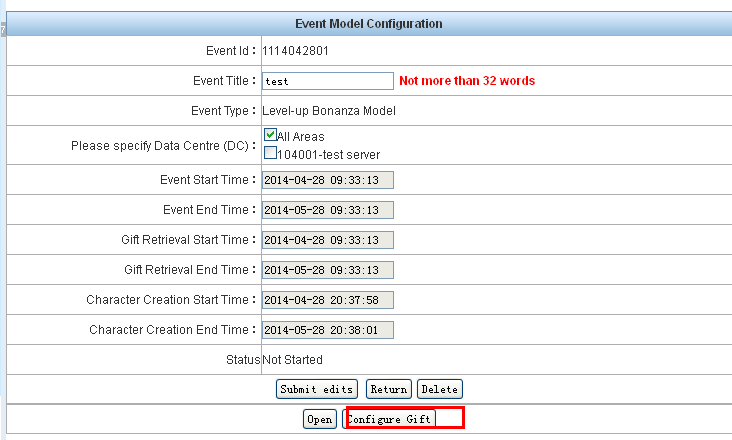 Event Model Configuration
Event Id： 1114042801
Event Title： test Not more than 32 words
Event Type： Level-up Bonanza Model
Please specify Data Centre (DC)： All Areas
104001-test server
Event Start Time： 2014-04-28 09:33:13
Event End Time： 2014-05-28 09:33:13
Gift Retrieval Start Time： 2014-04-28 09:33:13
Gift Retrieval End Time： 2014-05-28 09:33:13
Character Creation Start Time： 2014-04-28 20:37:58
Character Creation End Time： 2014-05-28 20:38:01
Status Not Started
Submit edits Return Delete
Open Configure Gift